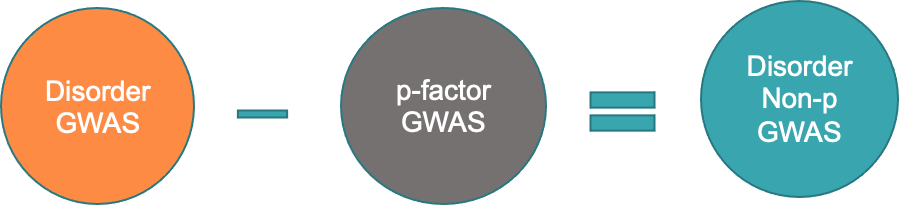 Disorder
GWAS
p-factor
GWAS
Disorder
Non-p
GWAS